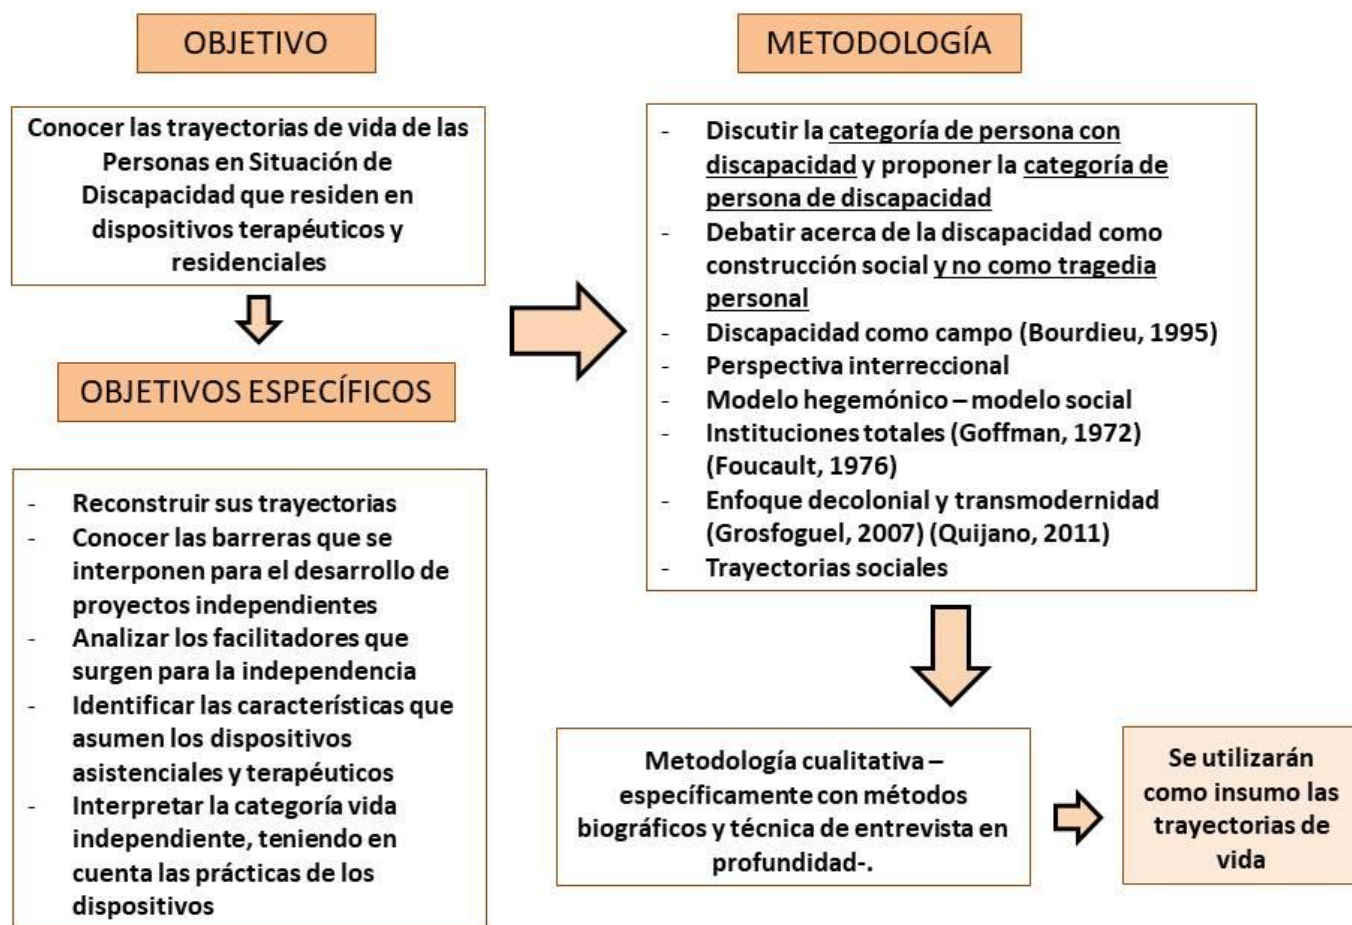 OBJETIVO
Conocer las trayectorias de vida de las
Personas en Situación de
Discapacidad que residen en
dispositivos terapéuticos y
residenciales
OBJETIVOS ESPECÍFICOS
- Reconstruir sus trayectorias
- Conocer las barreras que se
interponen para el desarrollo de
proyectos independientes
- Analizar los facilitadores que
surgen para la independencia
- Identificar las características que
asumen los dispositivos
asistenciales y terapéuticos
- Interpretar la categoría vida
independiente, teniendo en
cuenta las prácticas de los
dispositivos
METODOLOGÍA
- Discutir la categoría de persona con
discapacidad y proponer la categoría de
persona de discapacidad
- Debatir acerca de la discapacidad como
construcción social y no como tragedia
personal
- Discapacidad como campo (Bourdieu, 1995)
- Perspectiva interreccional
- Modelo hegemónico – modelo social
- Instituciones totales (Goffman, 1972)
(Foucault, 1976)
- Enfoque decolonial y transmodernidad
(Grosfoguel, 2007) (Quijano, 2011)
- Trayectorias sociales
Metodología cualitativa –
específicamente con métodos
biográficos y técnica de entrevista en
profundidad-.
Se utilizarán
como insumo las
trayectorias de
vida